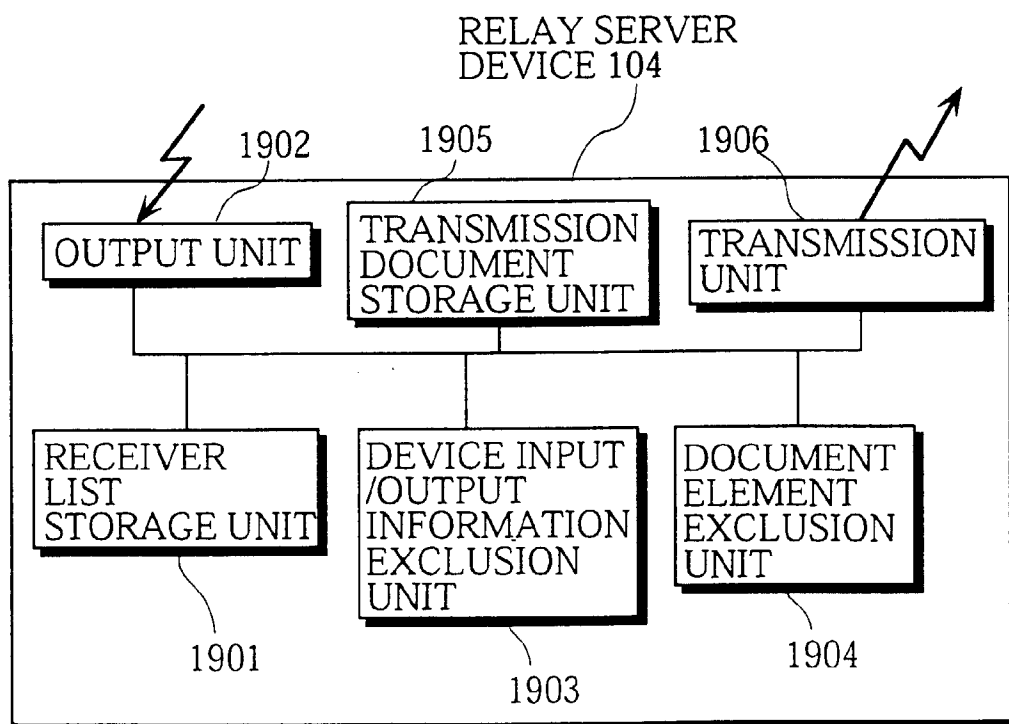 RELAY SERVER
DEVICE 104
1902
1905
1906
OUTPUT UNIT
TRANSMISSION
DOCUMENT
STORAGE UNIT
TRANSMISSION
UNIT
RECEIVER
LIST
STORAGE UNIT
DEVICE INPUT
/OUTPUT
INFORMATION
EXCLUSION
UNIT
DOCUMENT
ELEMENT
EXCLUSION
UNIT
1901
1903
1904